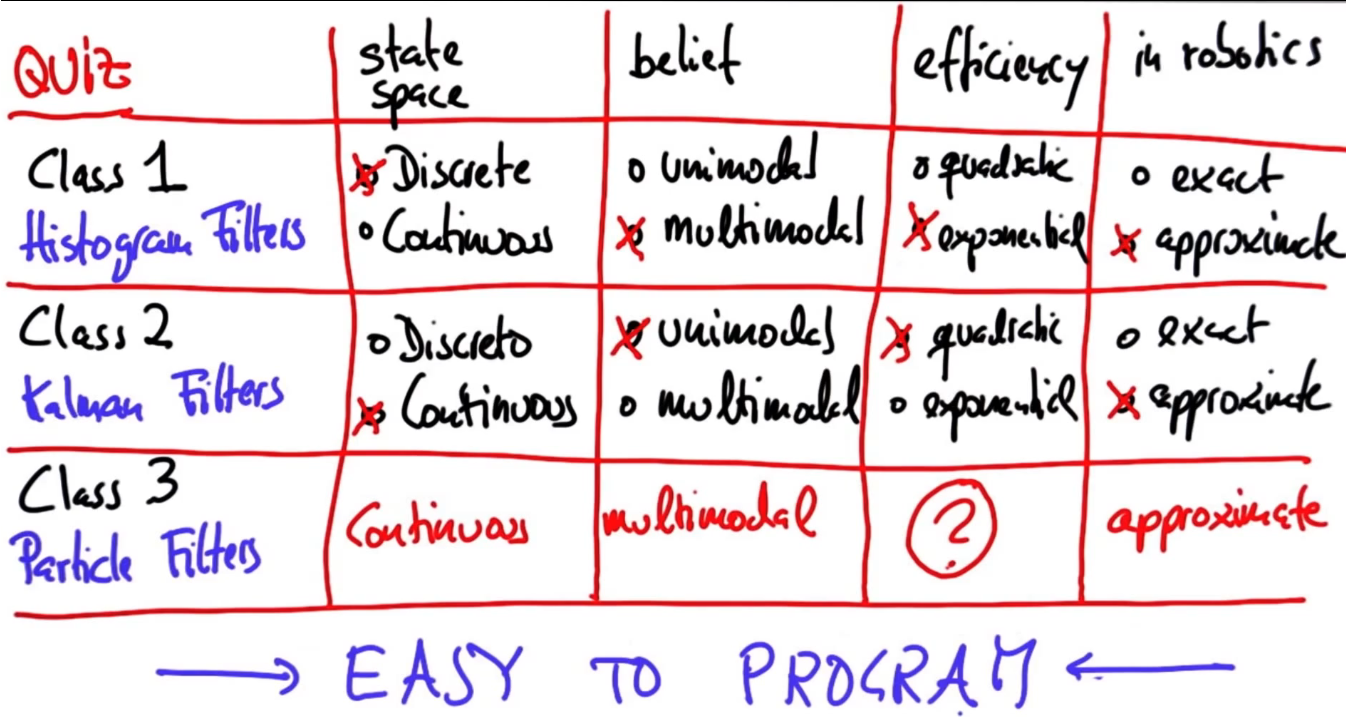 QUIZ
state space
belief
efficiency
in robotics
Class 1
Histogram Filters
Discrete
Continuous
unimodal
multimodal
quadratic
exponential
exact
approximate
Class 2
Kalman Filters
Discrete
Continuous
unimodal
multimodal
quadratic
exponential
exact
approximate
Class 3
Particle Filters
Continuous
multimodal
?
approximate
→ EASY TO PROGRAM ←